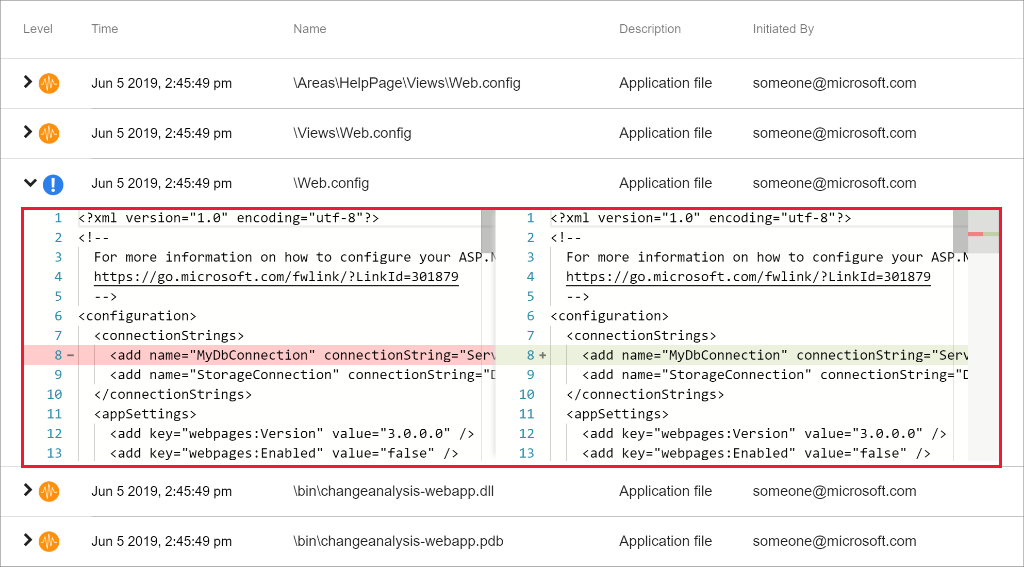 Level Time Name Description Initiated By
Jun 5 2019, 2:45:49 pm \Areas\HelpPage\Views\Web.config Application file someone@microsoft.com
Jun 5 2019, 2:45:49 pm \Views\Web.config Application file someone@microsoft.com
Jun 5 2019, 2:45:49 pm \Web.config Application file someone@microsoft.com
1 <?xml version="1.0" encoding="utf-8"?> 1 <?xml version="1.0" encoding="utf-8"?>
2 <!-- 2 <!--
3 For more information on how to configure your ASP.N 3 For more information on how to configure your ASP.N
4 https://go.microsoft.com/fwlink/?LinkId=301879 4 https://go.microsoft.com/fwlink/?LinkId=301879
5 --> 5 -->
6 <configuration> 6 <configuration>
7 <connectionStrings> 7 <connectionStrings>
8 - <add name="MyDbConnection" connectionString="Serv 8 + <add name="MyDbConnection" connectionString="Serv
9 <add name="StorageConnection" connectionString="D 9 <add name="StorageConnection" connectionString="D
10 </connectionStrings> 10 </connectionStrings>
11 <appSettings> 11 <appSettings>
12 <add key="webpages:Version" value="3.0.0.0" /> 12 <add key="webpages:Version" value="3.0.0.0" />
13 <add key="webpages:Enabled" value="false" /> 13 <add key="webpages:Enabled" value="false" />
Jun 5 2019, 2:45:49 pm \bin\changeanalysis-webapp.dll Application file someone@microsoft.com
Jun 5 2019, 2:45:49 pm \bin\changeanalysis-webapp.pdb Application file someone@microsoft.com